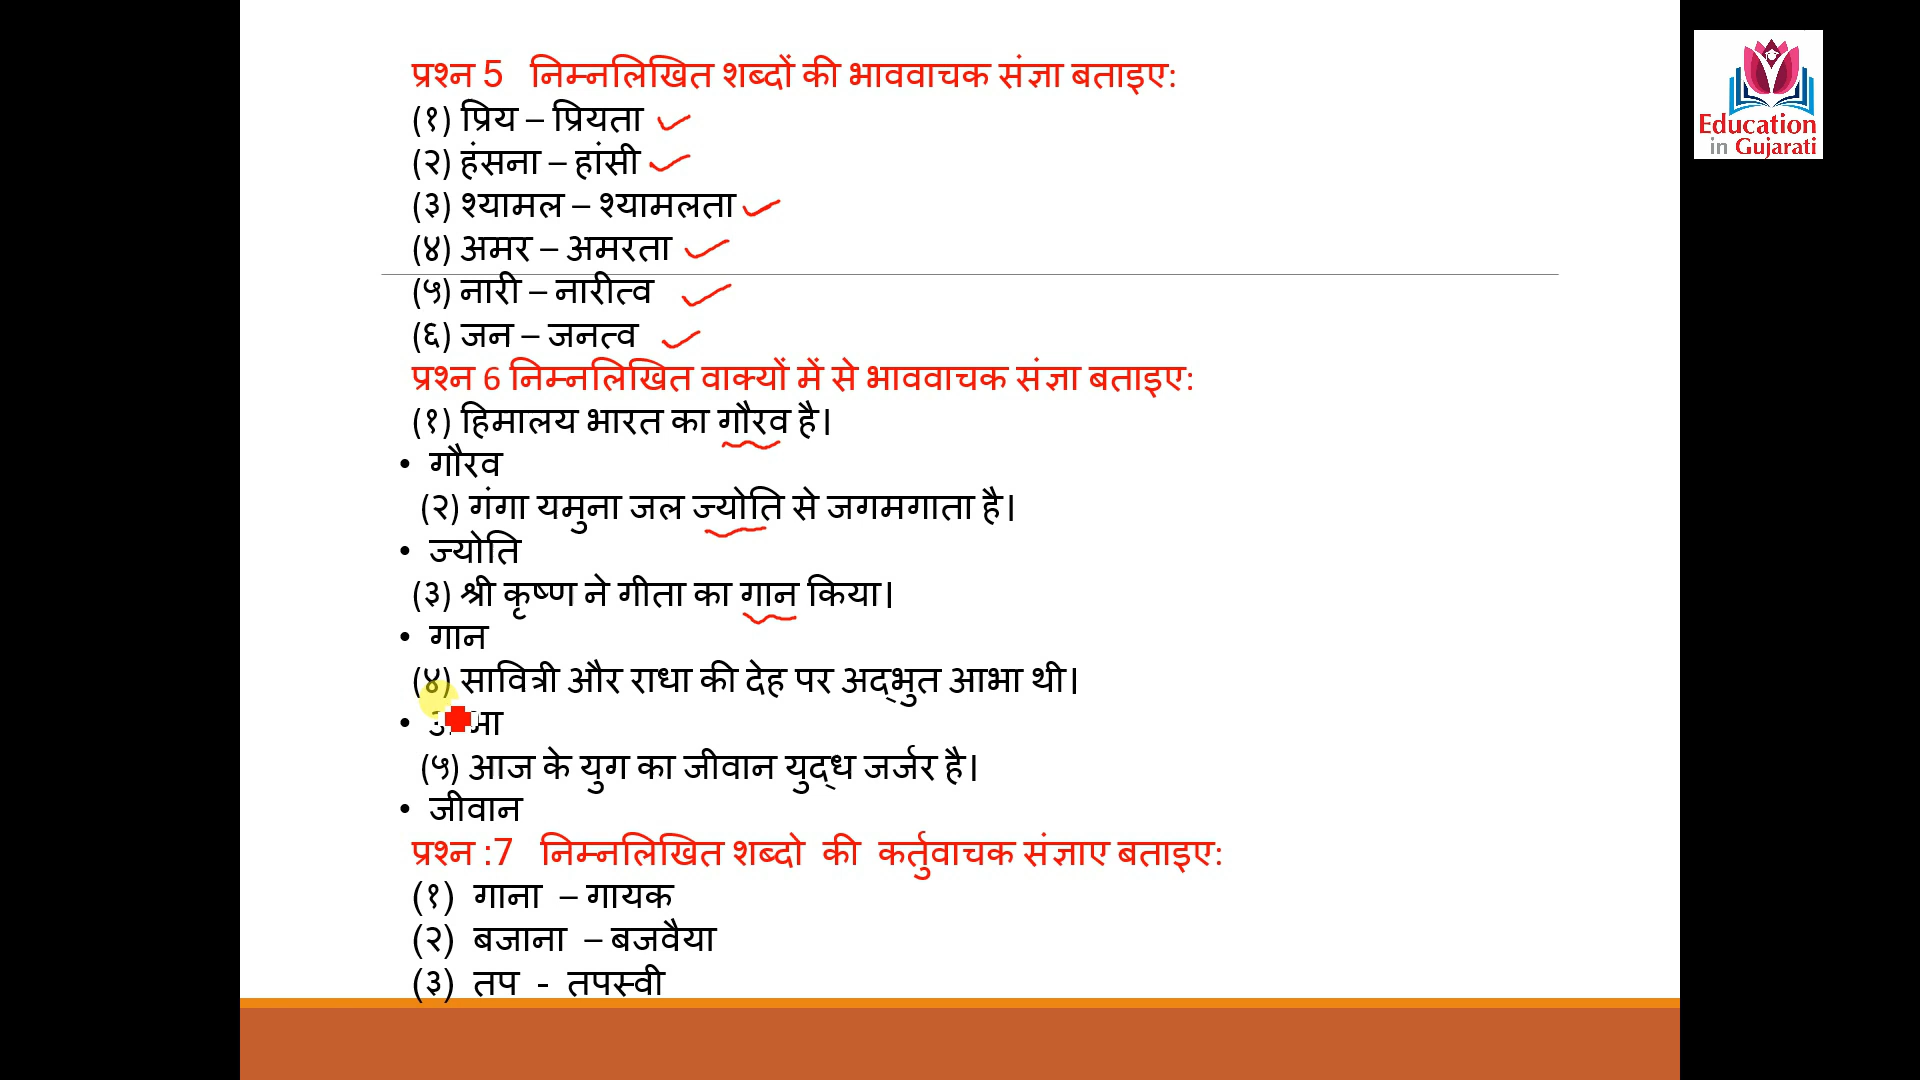 प्रश्न 5 निम्नलिखित शब्दों की भाववाचक संज्ञा बताइए:
(१) प्रिय – प्रियता
(२) हंसना – हांसी
(३) श्यामल – श्यामलता
(४) अमर – अमरता
(५) नारी – नारीत्व
(६) जन – जनत्व
प्रश्न 6 निम्नलिखित वाक्यों में से भाववाचक संज्ञा बताइए:
(१) हिमालय भारत का गौरव है।
• गौरव
(२) गंगा यमुना जल ज्योति से जगमगाता है।
• ज्योति
(३) श्री कृष्ण ने गीता का गान किया।
• गान
(४) सावित्री और राधा की देह पर अद्‌भुत आभा थी।
•
(५) आज के युग का जीवान युद्‌ध जर्जर है।
• जीवान
प्रश्न :7 निम्नलिखित शब्दो की कर्तुवाचक संज्ञाए बताइए:
(१) गाना – गायक
(२) बजाना – बजवैया
(३) तप - तपस्वी
Education
in Gujarati